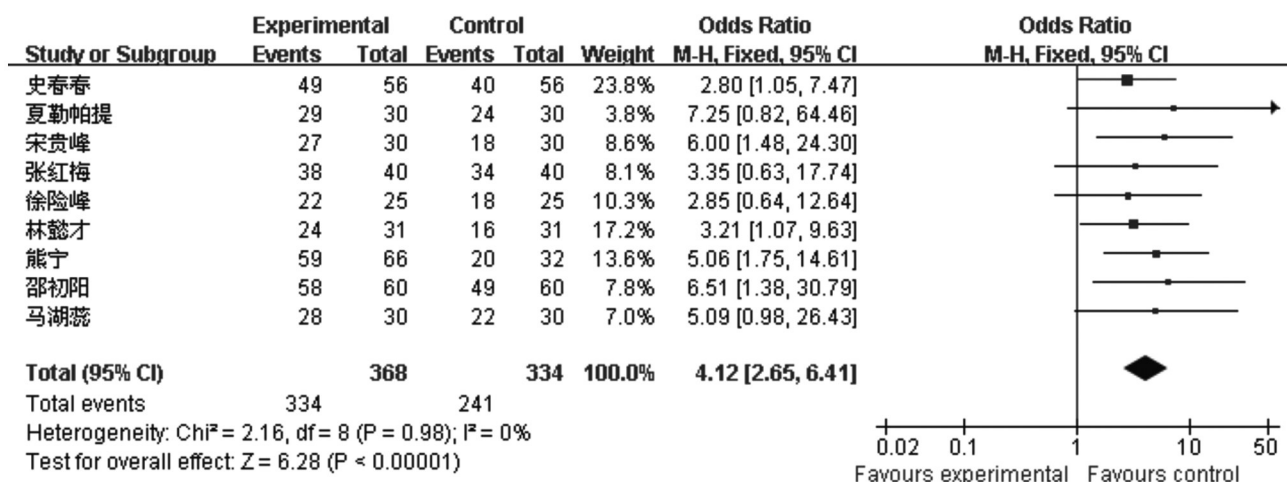 Experimental Control Odds Ratio Odds Ratio
Study or Subgroup Events Total Events Total Weight M-H, Fixed, 95% CI M-H, Fixed, 95% CI
史春春 49 56 40 56 23.8% 2.80 [1.05, 7.47]
夏勒帕提 29 30 24 30 3.8% 7.25 [0.82, 64.46]
宋贵峰 27 30 18 30 8.6% 6.00 [1.48, 24.30]
张红梅 38 40 34 40 8.1% 3.35 [0.63, 17.74]
徐险峰 22 25 18 25 10.3% 2.85 [0.64, 12.64]
林懿才 24 31 16 31 17.2% 3.21 [1.07, 9.63]
熊宁 59 66 20 32 13.6% 5.06 [1.75, 14.61]
邵初阳 58 60 49 60 7.8% 6.51 [1.38, 30.79]
马湖蕊 28 30 22 30 7.0% 5.09 [0.98, 26.43]
Total (95% CI) 368 334 100.0% 4.12 [2.65, 6.41]
Total events 334 241
Heterogeneity: Chi² = 2.16, df = 8 (P = 0.98); I² = 0%
Test for overall effect: Z = 6.28 (P < 0.00001)
0.02 0.1 1 10 50
Favours experimental Favours control